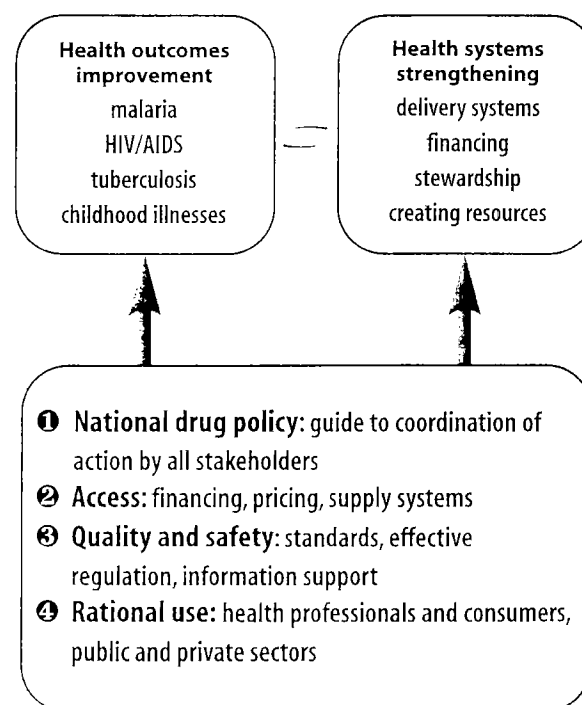 Health outcomes
improvement
malaria
HIV/AIDS
tuberculosis
childhood illnesses
Health systems
strengthening
delivery systems
financing
stewardship
creating resources
❶ National drug policy: guide to coordination of
action by all stakeholders
❷ Access: financing, pricing, supply systems
❸ Quality and safety: standards, effective
regulation, information support
❹ Rational use: health professionals and consumers,
public and private sectors